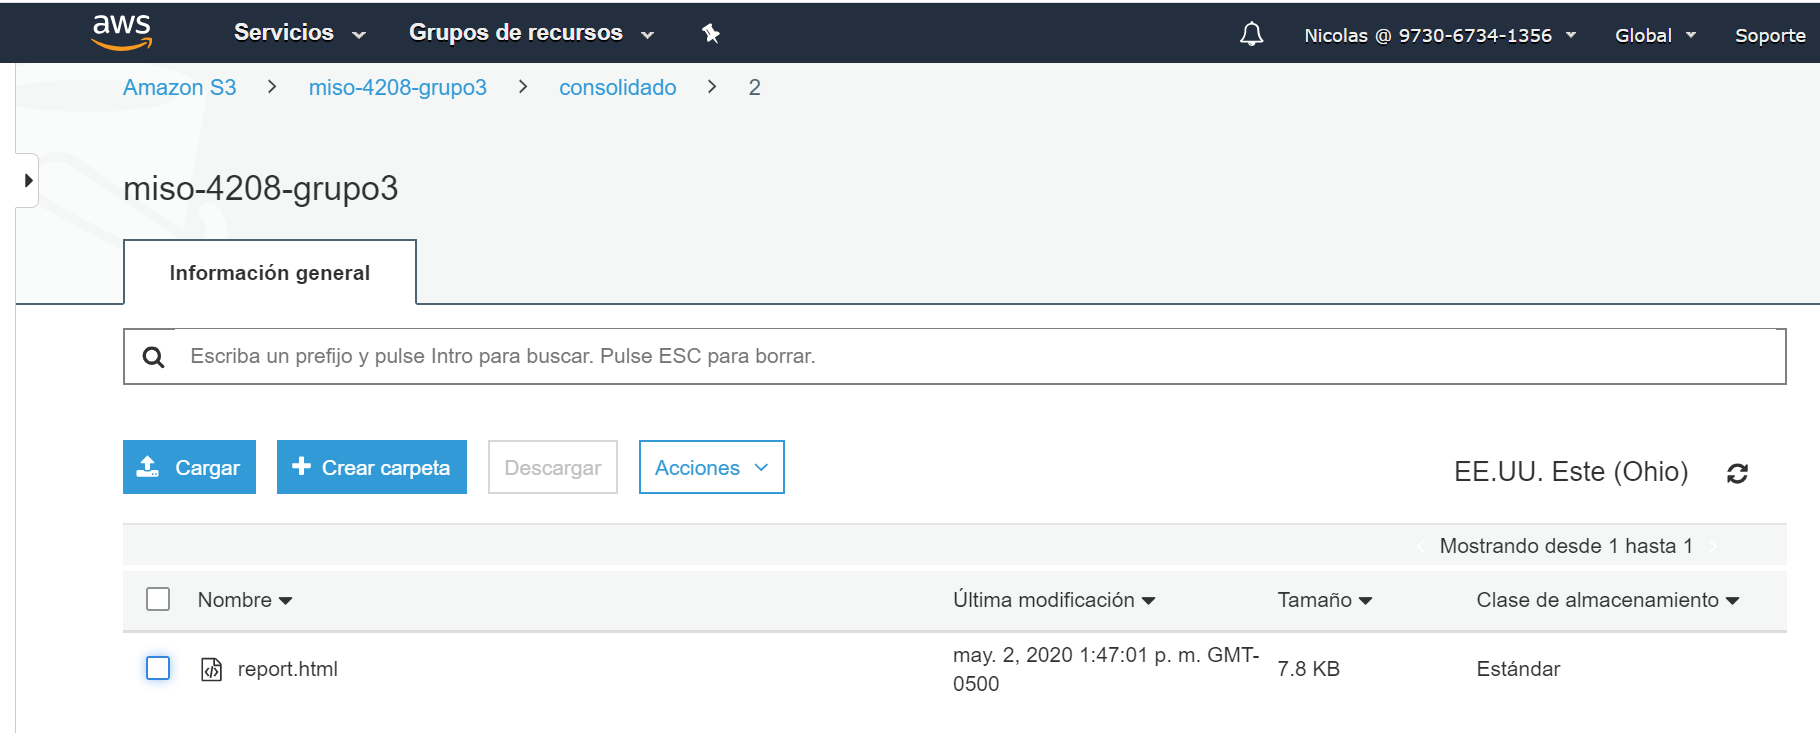 aws Servicios Grupos de recursos Nicolas @ 9730-6734-1356 Global Soporte
Amazon S3 > miso-4208-grupo3 > consolidado > 2
miso-4208-grupo3
Información general
Escriba un prefijo y pulse Intro para buscar. Pulse ESC para borrar.
Cargar Crear carpeta Descargar Acciones EE.UU. Este (Ohio)
Mostrando desde 1 hasta 1
Nombre Última modificación Tamaño Clase de almacenamiento
report.html may. 2, 2020 1:47:01 p. m. GMT- 7.8 KB Estándar
0500